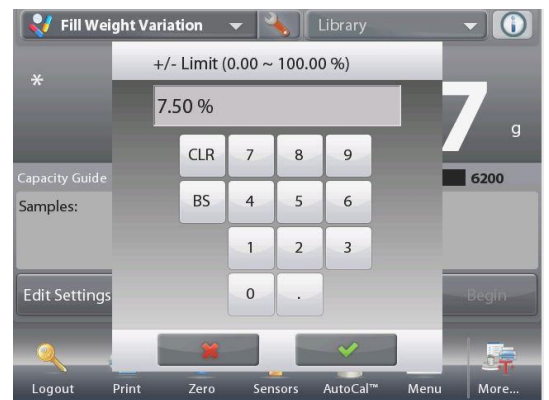 Fill Weight Variation Library
+/- Limit (0.00 ~ 100.00 %)
*
7.50 %
7 g
CLR 7 8 9
Capacity Guide 6200
Samples:
BS 4 5 6
1 2 3
Edit Settings 0 . Begin
Logout Print Zero Sensors AutoCal™ Menu More...